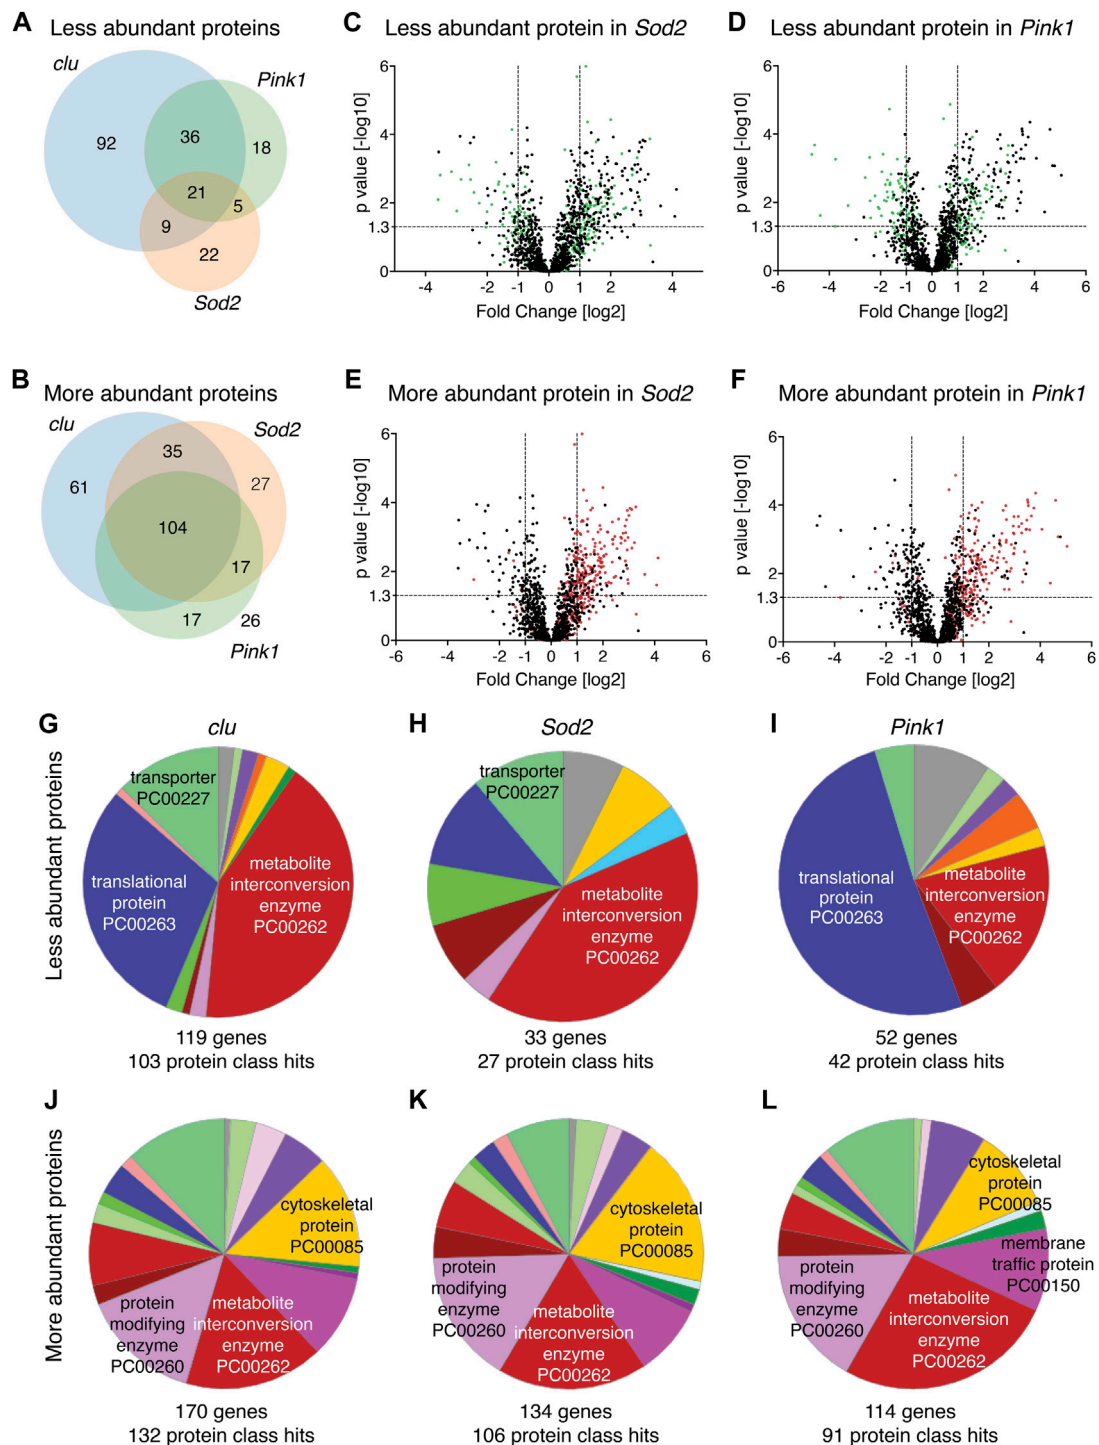 A Less abundant proteins
clu
Pink1
92
36
18
21
5
9
22
Sod2
C Less abundant protein in Sod2
p value [-log10]
6
4
2
1.3
0
-4 -2 -1 0 1 2 4
Fold Change [log2]
D Less abundant protein in Pink1
p value [-log10]
6
4
2
1.3
0
-6 -4 -2 -1 0 1 2 4 6
Fold Change [log2]
B More abundant proteins
clu
Sod2
35
61
27
104
17
17
26
Pink1
E More abundant protein in Sod2
p value [-log10]
6
4
2
1.3
0
-6 -4 -2 -1 0 1 2 4 6
Fold Change [log2]
F More abundant protein in Pink1
p value [-log10]
6
4
2
1.3
0
-6 -4 -2 -1 0 1 2 4 6
Fold Change [log2]
Less abundant proteins
G clu
transporter
PC00227
translational
protein
PC00263
metabolite
interconversion
enzyme
PC00262
119 genes
103 protein class hits
H Sod2
transporter
PC00227
metabolite
interconversion
enzyme
PC00262
33 genes
27 protein class hits
I Pink1
translational
protein
PC00263
metabolite
interconversion
enzyme
PC00262
52 genes
42 protein class hits
More abundant proteins
J
cytoskeletal
protein
PC00085
protein
modifying
enzyme
PC00260
metabolite
interconversion
enzyme
PC00262
170 genes
132 protein class hits
K
cytoskeletal
protein
PC00085
protein
modifying
enzyme
PC00260
metabolite
interconversion
enzyme
PC00262
134 genes
106 protein class hits
L
cytoskeletal
protein
PC00085
membrane
traffic protein
PC00150
protein
modifying
enzyme
PC00260
metabolite
interconversion
enzyme
PC00262
114 genes
91 protein class hits